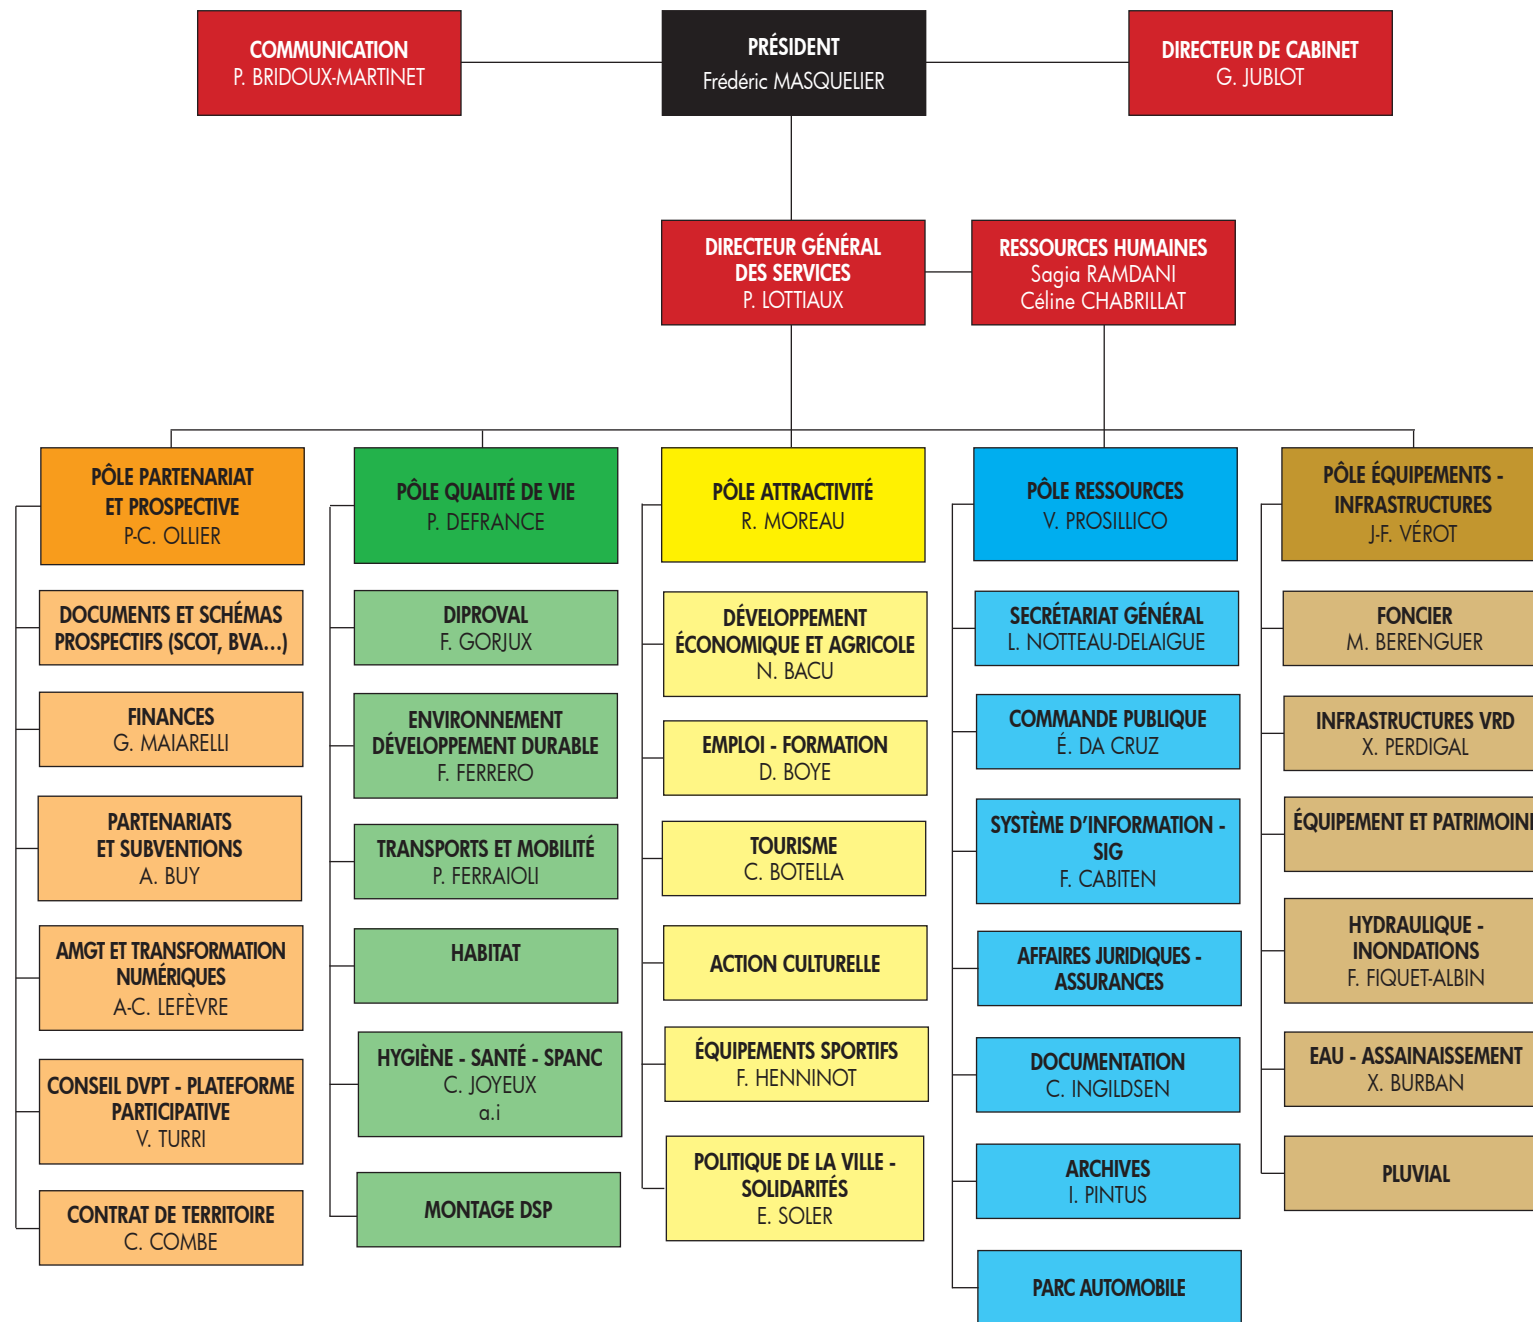 COMMUNICATION
P. BRIDOUX-MARTINET
PRÉSIDENT
Frédéric MASQUELIER
DIRECTEUR DE CABINET
G. JUBLOT
DIRECTEUR GÉNÉRAL
DES SERVICES
P. LOTTIAUX
RESSOURCES HUMAINES
Sagia RAMDANI
Céline CHABRILLAT
PÔLE PARTENARIAT
ET PROSPECTIVE
P-C. OLLIER
DOCUMENTS ET SCHÉMAS
PROSPECTIFS (SCOT, BVA...)
FINANCES
G. MAIARELLI
PARTENARIATS
ET SUBVENTIONS
A. BUY
AMGT ET TRANSFORMATION
NUMÉRIQUES
A-C. LEFÈVRE
CONSEIL DVPT - PLATEFORME
PARTICIPATIVE
V. TURRI
CONTRAT DE TERRITOIRE
C. COMBE
PÔLE QUALITÉ DE VIE
P. DEFRANCE
DIPROVAL
F. GORJUX
ENVIRONNEMENT
DÉVELOPPEMENT DURABLE
F. FERRERO
TRANSPORTS ET MOBILITÉ
P. FERRAIOLI
HABITAT
HYGIÈNE - SANTÉ - SPANC
C. JOYEUX
a.i
MONTAGE DSP
PÔLE ATTRACTIVITÉ
R. MOREAU
DÉVELOPPEMENT
ÉCONOMIQUE ET AGRICOLE
N. BACU
EMPLOI - FORMATION
D. BOYE
TOURISME
C. BOTELLA
ACTION CULTURELLE
ÉQUIPEMENTS SPORTIFS
F. HENNINOT
POLITIQUE DE LA VILLE -
SOLIDARITÉS
E. SOLER
PÔLE RESSOURCES
V. PROSILLICO
SECRÉTARIAT GÉNÉRAL
L. NOTTEAU-DELAIGUE
COMMANDE PUBLIQUE
É. DA CRUZ
SYSTÈME D'INFORMATION -
SIG
F. CABITEN
AFFAIRES JURIDIQUES -
ASSURANCES
DOCUMENTATION
C. INGILDSEN
ARCHIVES
I. PINTUS
PARC AUTOMOBILE
PÔLE ÉQUIPEMENTS -
INFRASTRUCTURES
J-F. VÉROT
FONCIER
M. BERENGUER
INFRASTRUCTURES VRD
X. PERDIGAL
ÉQUIPEMENT ET PATRIMOINE
HYDRAULIQUE -
INONDATIONS
F. FIQUET-ALBIN
EAU - ASSAINAISSEMENT
X. BURBAN
PLUVIAL